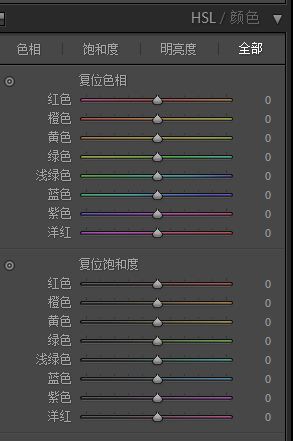 HSL / 颜色
色相 饱和度 明亮度 全部
复位色相
红色 0
橙色 0
黄色 0
绿色 0
浅绿色 0
蓝色 0
紫色 0
洋红 0
复位饱和度
红色 0
橙色 0
黄色 0
绿色 0
浅绿色 0
蓝色 0
紫色 0
洋红 0